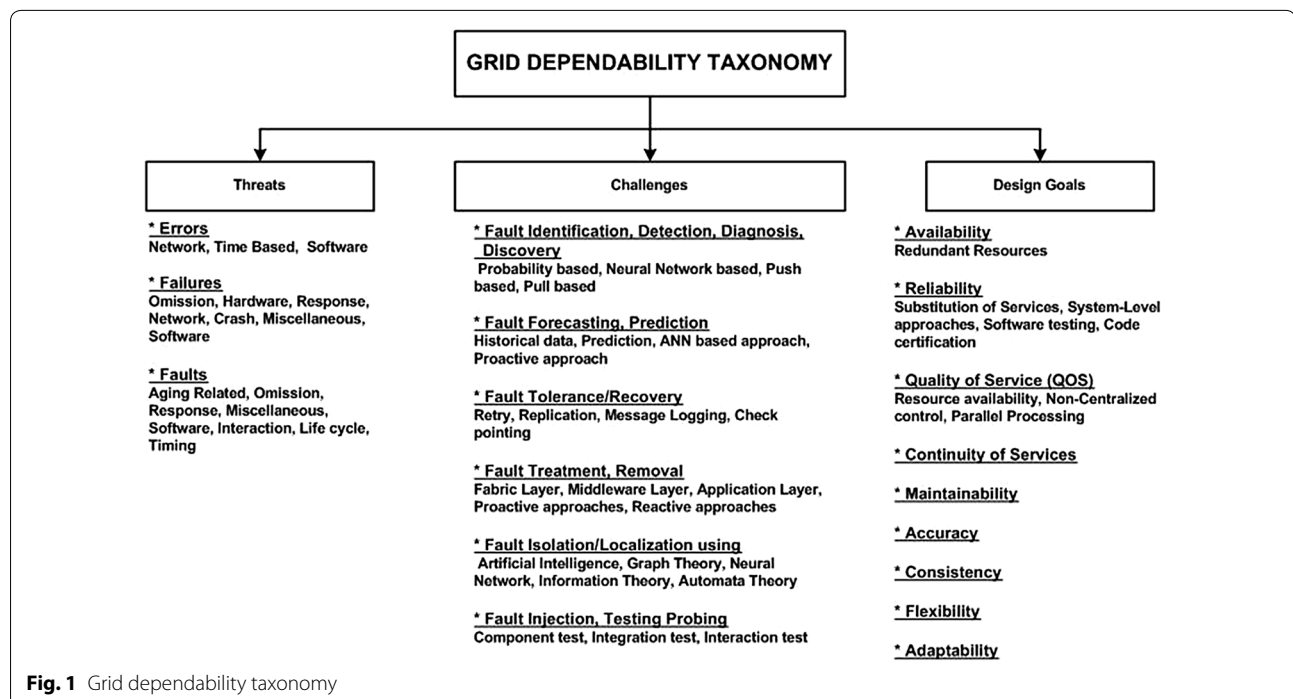 GRID DEPENDABILITY TAXONOMY
Threats
* Errors
Network, Time Based, Software
* Failures
Omission, Hardware, Response,
Network, Crash, Miscellaneous,
Software
* Faults
Aging Related, Omission,
Response, Miscellaneous,
Software, Interaction, Life cycle,
Timing
Challenges
* Fault Identification, Detection, Diagnosis,
Discovery
Probability based, Neural Network based, Push
based, Pull based
* Fault Forecasting, Prediction
Historical data, Prediction, ANN based approach,
Proactive approach
* Fault Tolerance/Recovery
Retry, Replication, Message Logging, Check
pointing
* Fault Treatment, Removal
Fabric Layer, Middleware Layer, Application Layer,
Proactive approaches, Reactive approaches
* Fault Isolation/Localization using
Artificial Intelligence, Graph Theory, Neural
Network, Information Theory, Automata Theory
* Fault Injection, Testing Probing
Component test, Integration test, Interaction test
Design Goals
* Availability
Redundant Resources
* Reliability
Substitution of Services, System-Level
approaches, Software testing, Code
certification
* Quality of Service (QOS)
Resource availability, Non-Centralized
control, Parallel Processing
* Continuity of Services
* Maintainability
* Accuracy
* Consistency
* Flexibility
* Adaptability
Fig. 1 Grid dependability taxonomy